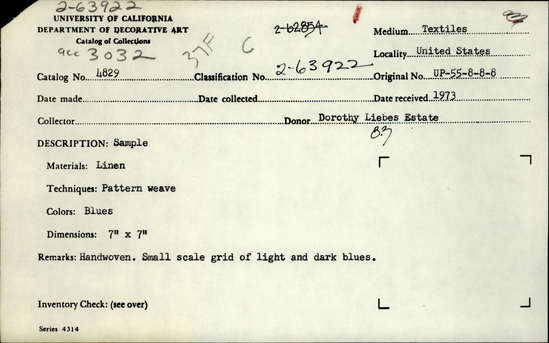 2-63922
UNIVERSITY OF CALIFORNIA
DEPARTMENT OF DECORATIVE ART
Catalog of Collections
acc 3032
37F C
2-62854
Medium Textiles
Locality United States
Catalog No. 4829 Classification No. 2-63922 Original No. UP-55-8-8-8
Date made Date collected Date received 1973
Collector Donor Dorothy Liebes Estate
DESCRIPTION: Sample
Materials: Linen
Techniques: Pattern weave
Colors: Blues
Dimensions: 7" x 7"
Remarks: Handwoven. Small scale grid of light and dark blues.
Inventory Check: (see over)
Series 4314